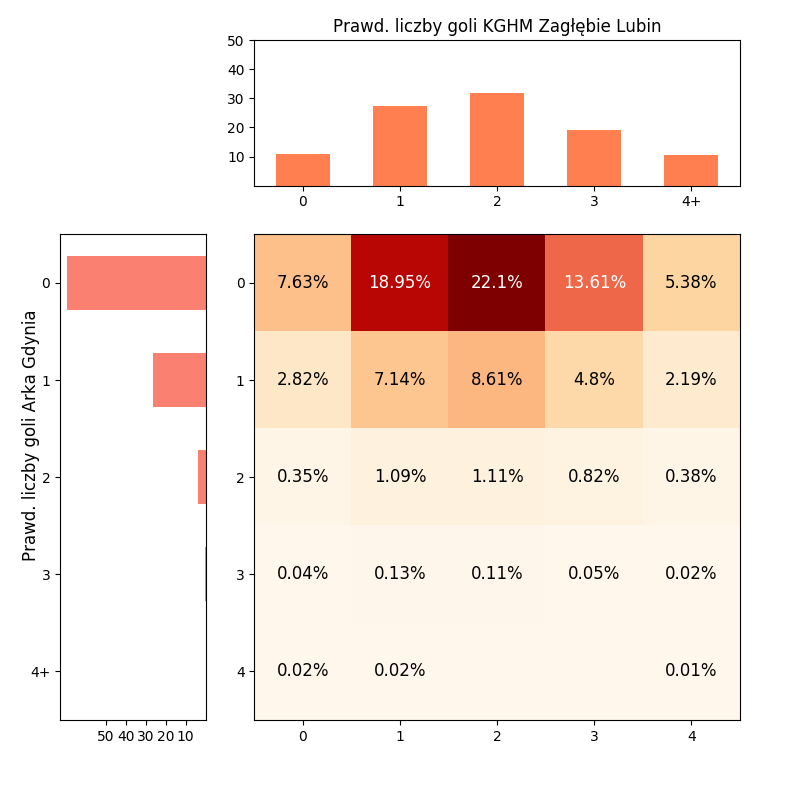 Prawd. liczby goli KGHM Zagłębie Lubin
50
40
30
20
10
0 1 2 3 4+
Prawd. liczby goli Arka Gdynia
0
1
2
3
4+
50 40 30 20 10
0 7.63% 18.95% 22.1% 13.61% 5.38%
1 2.82% 7.14% 8.61% 4.8% 2.19%
2 0.35% 1.09% 1.11% 0.82% 0.38%
3 0.04% 0.13% 0.11% 0.05% 0.02%
4 0.02% 0.02% 0.01%
0 1 2 3 4